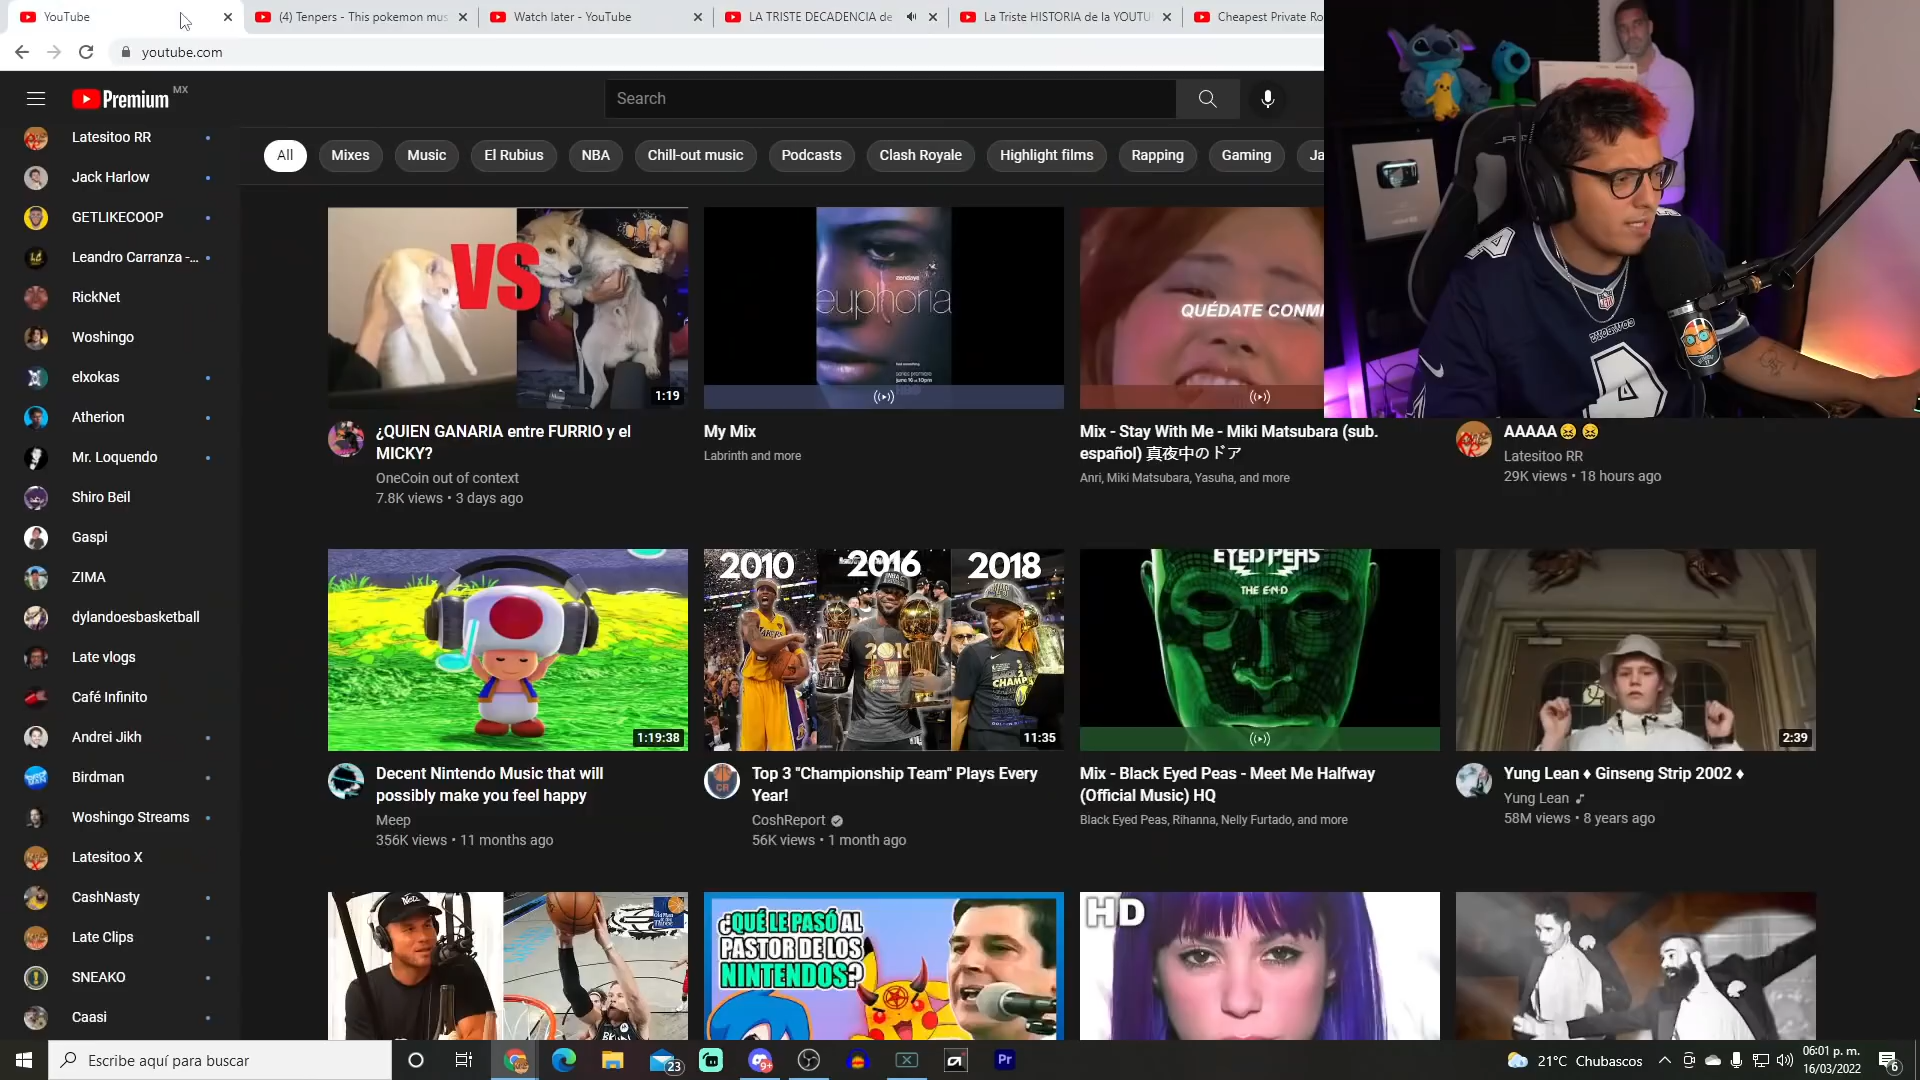 YouTube
(4) Tenpers - This pokemon mus
Watch later - YouTube
LA TRISTE DECADENCIA de
La Triste HISTORIA de la YOUTU
Cheapest Private Ro
youtube.com
Premium MX
Search
All
Mixes
Music
El Rubius
NBA
Chill-out music
Podcasts
Clash Royale
Highlight films
Rapping
Gaming
Ja
Latesitoo RR
Jack Harlow
GETLIKECOOP
Leandro Carranza -...
RickNet
Woshingo
elxokas
Atherion
Mr. Loquendo
Shiro Beil
Gaspi
ZIMA
dylandoesbasketball
Late vlogs
Café Infinito
Andrei Jikh
Birdman
Woshingo Streams
Latesitoo X
CashNasty
Late Clips
SNEAKO
Caasi
VS
1:19
¿QUIEN GANARIA entre FURRIO y el
MICKY?
OneCoin out of context
7.8K views • 3 days ago
zendaya
euphoria
My Mix
Labrinth and more
QUÉDATE CONMI
Mix - Stay With Me - Miki Matsubara (sub.
español) 真夜中のドア
Anri, Miki Matsubara, Yasuha, and more
AAAAA😖 😖
Latesitoo RR
29K views • 18 hours ago
4
1:19:38
Decent Nintendo Music that will
possibly make you feel happy
Meep
356K views • 11 months ago
2010
2016
2018
11:35
Top 3 "Championship Team" Plays Every
Year!
CoshReport
56K views • 1 month ago
EYED PEAS
THE E·N·D
Mix - Black Eyed Peas - Meet Me Halfway
(Official Music) HQ
Black Eyed Peas, Rihanna, Nelly Furtado, and more
2:39
Yung Lean ♦ Ginseng Strip 2002 ♦
Yung Lean ♪
58M views • 8 years ago
¿QUÉ LE PASÓ AL
PASTOR DE LOS
NINTENDOS?
HD
Escribe aquí para buscar
23
9+
Pr
21°C Chubascos
06:01 p. m.
16/03/2022
6